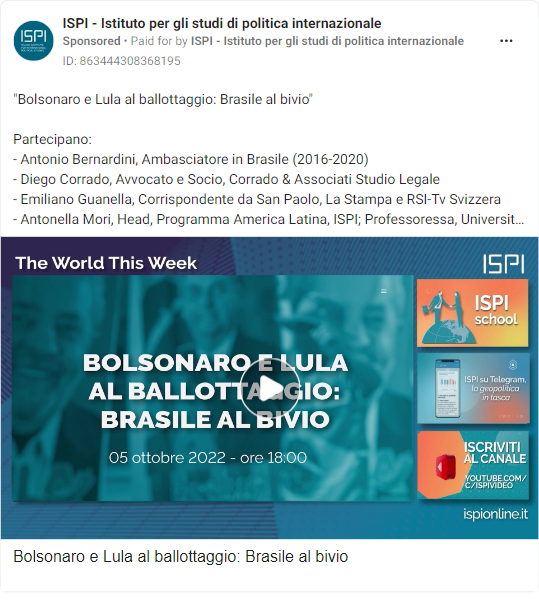 ISPI - Istituto per gli studi di politica internazionale
Sponsored • Paid for by ISPI - Istituto per gli studi di politica internazionale
ID: 863444308368195
"Bolsonaro e Lula al ballottaggio: Brasile al bivio"
Partecipano:
- Antonio Bernardini, Ambasciatore in Brasile (2016-2020)
- Diego Corrado, Avvocato e Socio, Corrado & Associati Studio Legale
- Emiliano Guanella, Corrispondente da San Paolo, La Stampa e RSI-Tv Svizzera
- Antonella Mori, Head, Programma America Latina, ISPI; Professoressa, Universit...
The World This Week
ISPI
BOLSONARO E LULA
AL BALLOTTAGGIO:
BRASILE AL BIVIO
05 ottobre 2022 - ore 18:00
ISPI
school
ISPI su Telegram,
la geopolitica
in tasca
ISCRIVITI
AL CANALE
YOUTUBE.COM/
C/ISPIVIDEO
ispionline.it
Bolsonaro e Lula al ballottaggio: Brasile al bivio